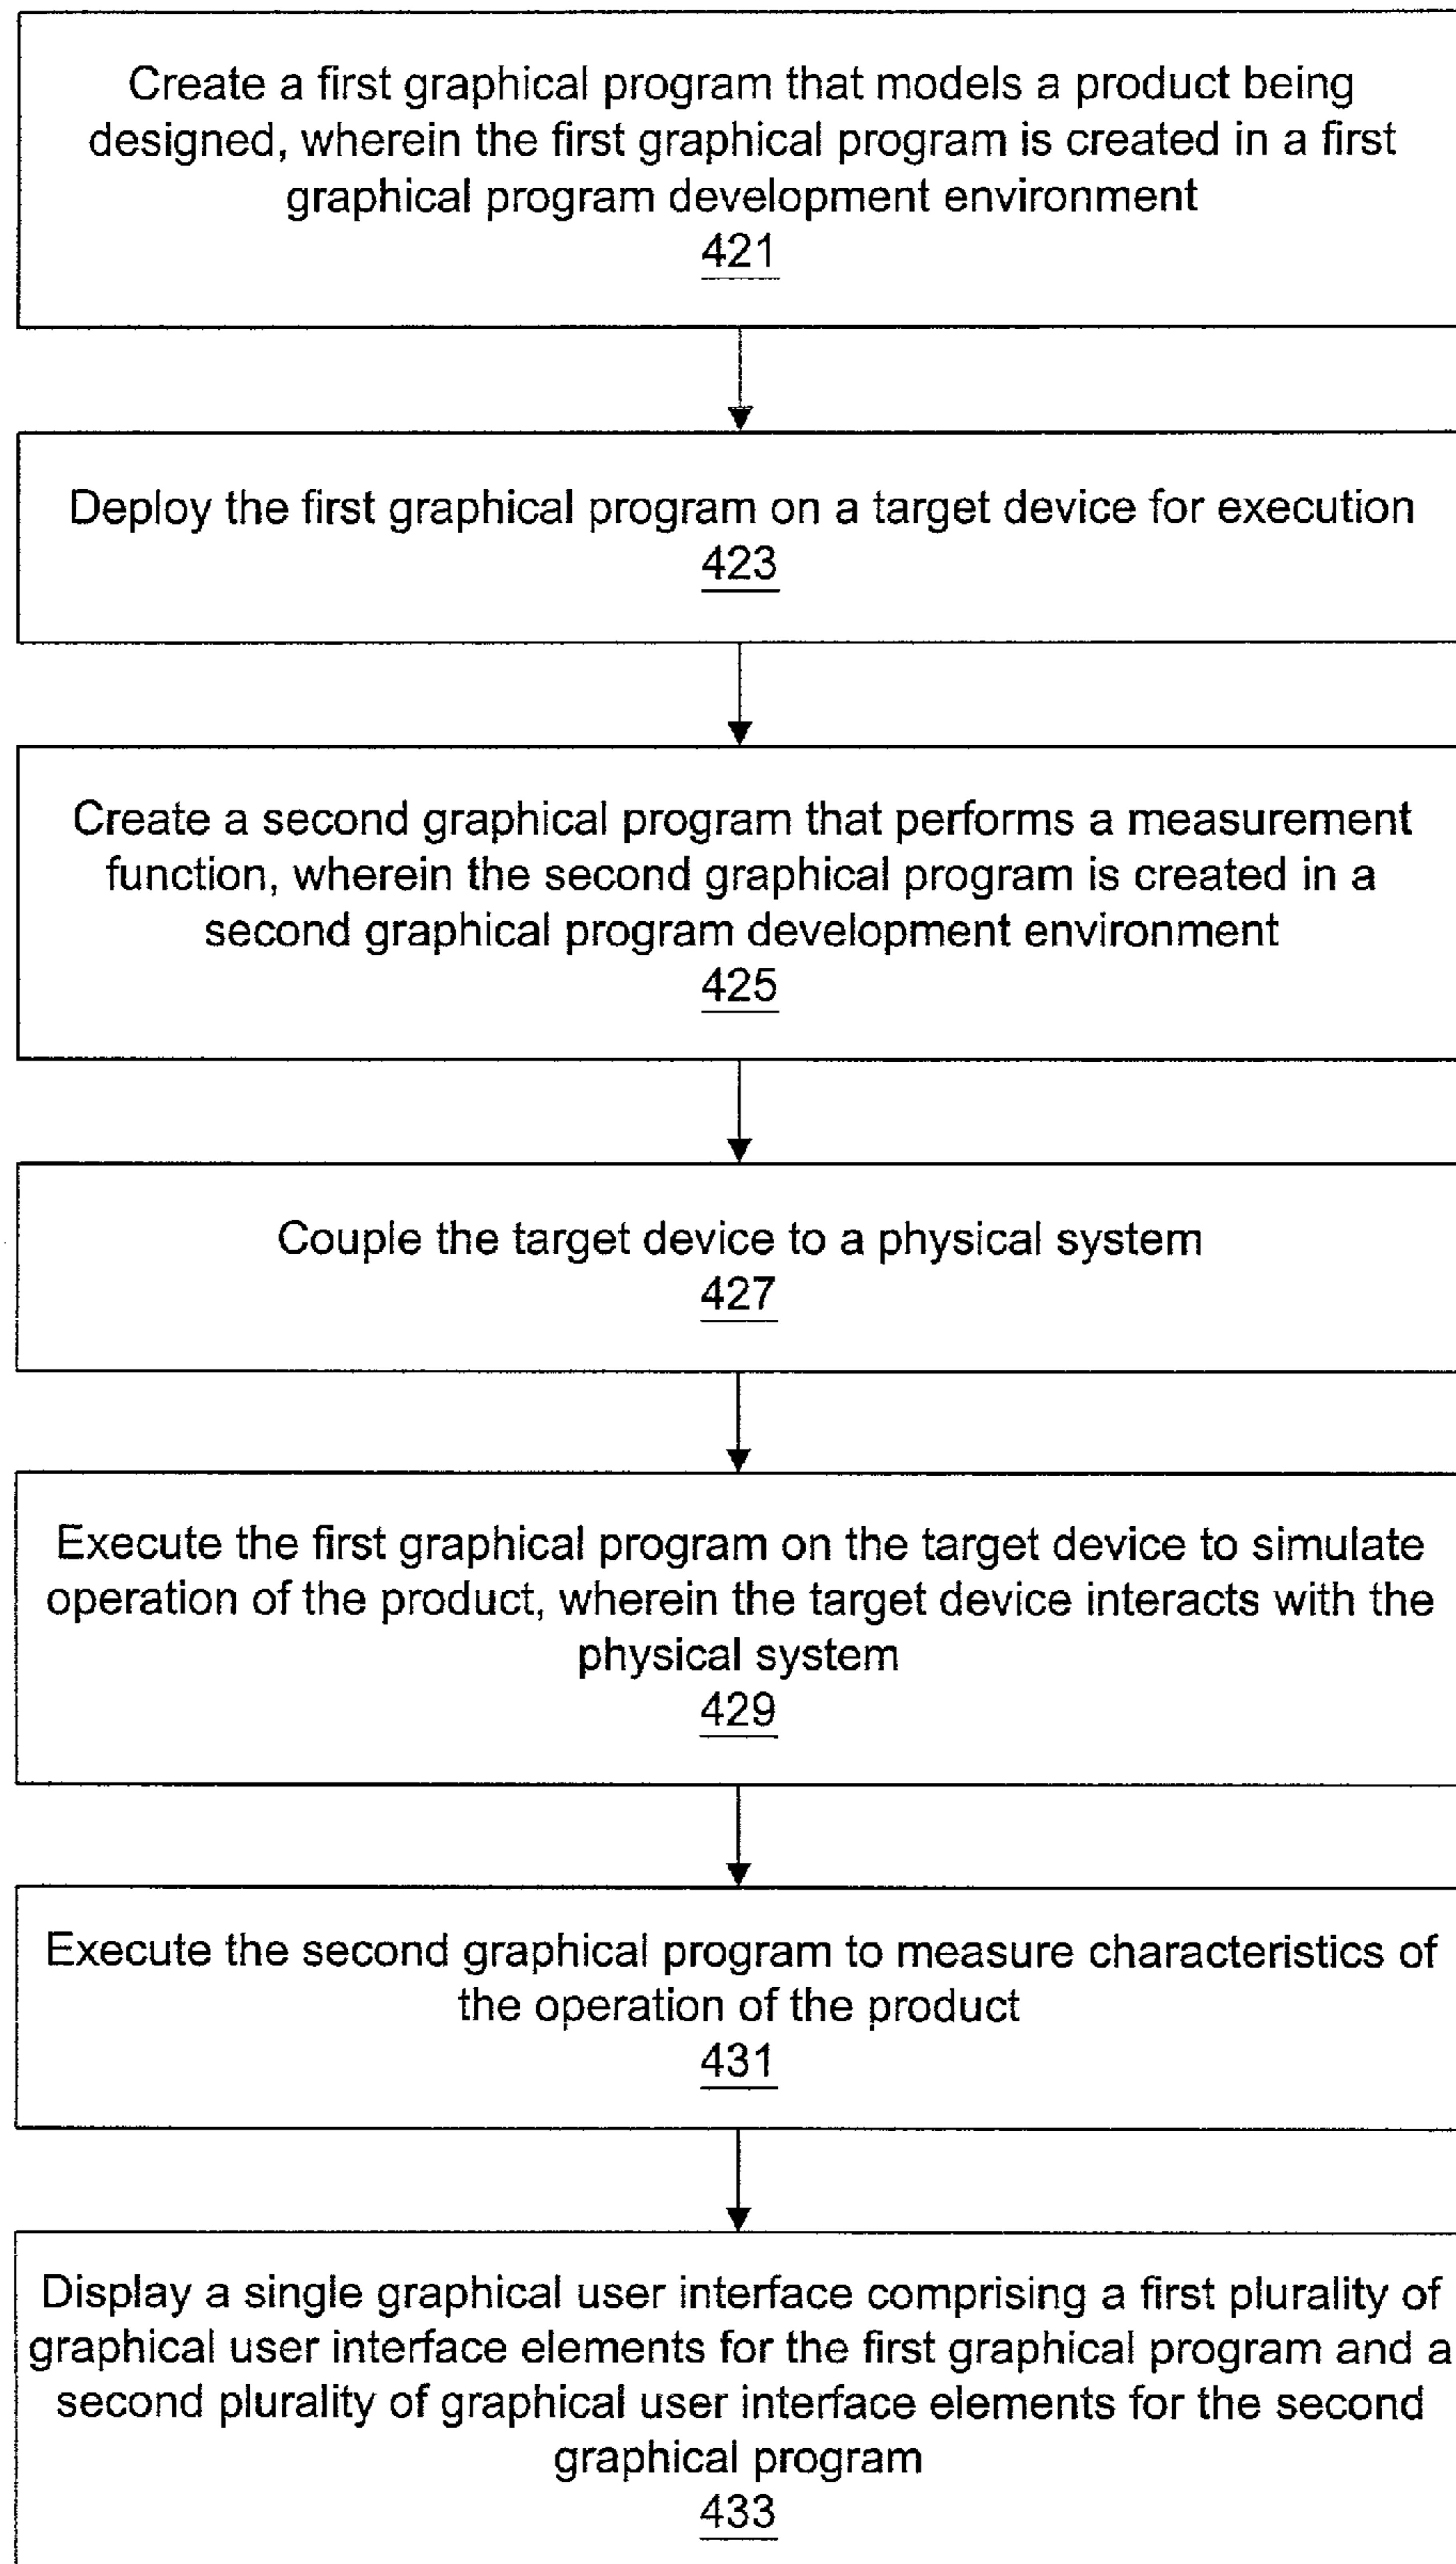 Create a first graphical program that models a product being
designed, wherein the first graphical program is created in a first
graphical program development environment
421
Deploy the first graphical program on a target device for execution
423
Create a second graphical program that performs a measurement
function, wherein the second graphical program is created in a
second graphical program development environment
425
Couple the target device to a physical system
427
Execute the first graphical program on the target device to simulate
operation of the product, wherein the target device interacts with the
physical system
429
Execute the second graphical program to measure characteristics of
the operation of the product
431
Display a single graphical user interface comprising a first plurality of
graphical user interface elements for the first graphical program and a
second plurality of graphical user interface elements for the second
graphical program
433